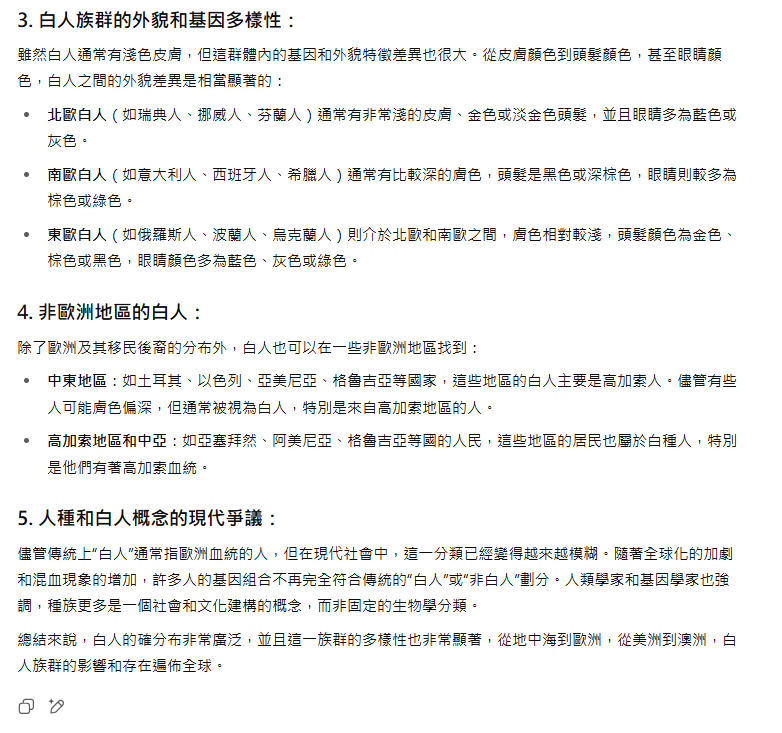 3. 白人族群的外貌和基因多樣性：
雖然白人通常有淺色皮膚，但這群體內的基因和外貌特徵差異也很大。從皮膚顏色到頭髮顏色，甚至眼睛顏
色，白人之間的外貌差異是相當顯著的：
• 北歐白人（如瑞典人、挪威人、芬蘭人）通常有非常淺的皮膚、金色或淡金色頭髮，並且眼睛多為藍色或
灰色。
• 南歐白人（如意大利人、西班牙人、希臘人）通常有比較深的膚色，頭髮是黑色或深棕色，眼睛則較多為
棕色或綠色。
• 東歐白人（如俄羅斯人、波蘭人、烏克蘭人）則介於北歐和南歐之間，膚色相對較淺，頭髮顏色為金色、
棕色或黑色，眼睛顏色多為藍色、灰色或綠色。
4. 非歐洲地區的白人：
除了歐洲及其移民後裔的分布外，白人也可以在一些非歐洲地區找到：
• 中東地區：如土耳其、以色列、亞美尼亞、格魯吉亞等國家，這些地區的白人主要是高加索人。儘管有些
人可能膚色偏深，但通常被視為白人，特別是來自高加索地區的人。
• 高加索地區和中亞：如亞塞拜然、阿美尼亞、格魯吉亞等國的人民，這些地區的居民也屬於白種人，特別
是他們有著高加索血統。
5. 人種和白人概念的現代爭議：
儘管傳統上“白人”通常指歐洲血統的人，但在現代社會中，這一分類已經變得越來越模糊。隨著全球化的加劇
和混血現象的增加，許多人的基因組合不再完全符合傳統的“白人”或“非白人”劃分。人類學家和基因學家也強
調，種族更多是一個社會和文化建構的概念，而非固定的生物學分類。
總結來說，白人的確分布非常廣泛，並且這一族群的多樣性也非常顯著，從地中海到歐洲，從美洲到澳洲，白
人族群的影響和存在遍佈全球。